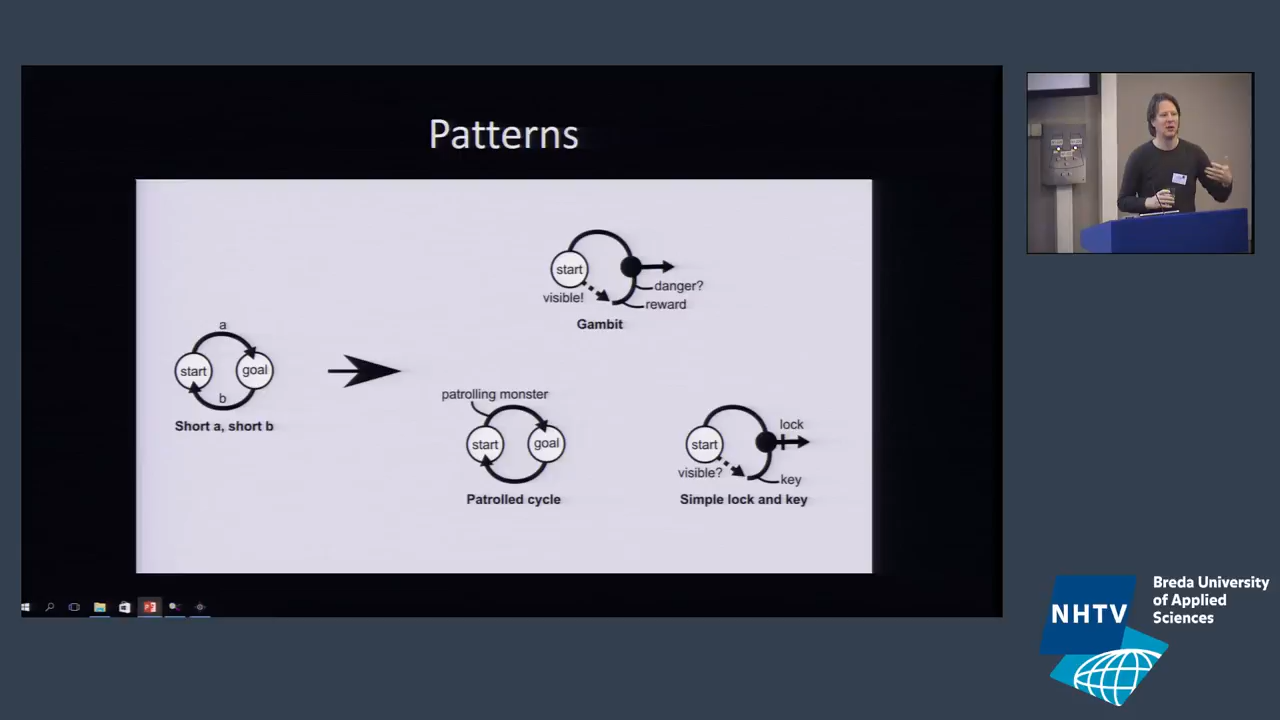 Patterns
start
visible!
danger?
reward
Gambit
a
start
goal
b
Short a, short b
patrolling monster
start
goal
Patrolled cycle
lock
start
visible?
key
Simple lock and key
NHTV
Breda University
of Applied
Sciences